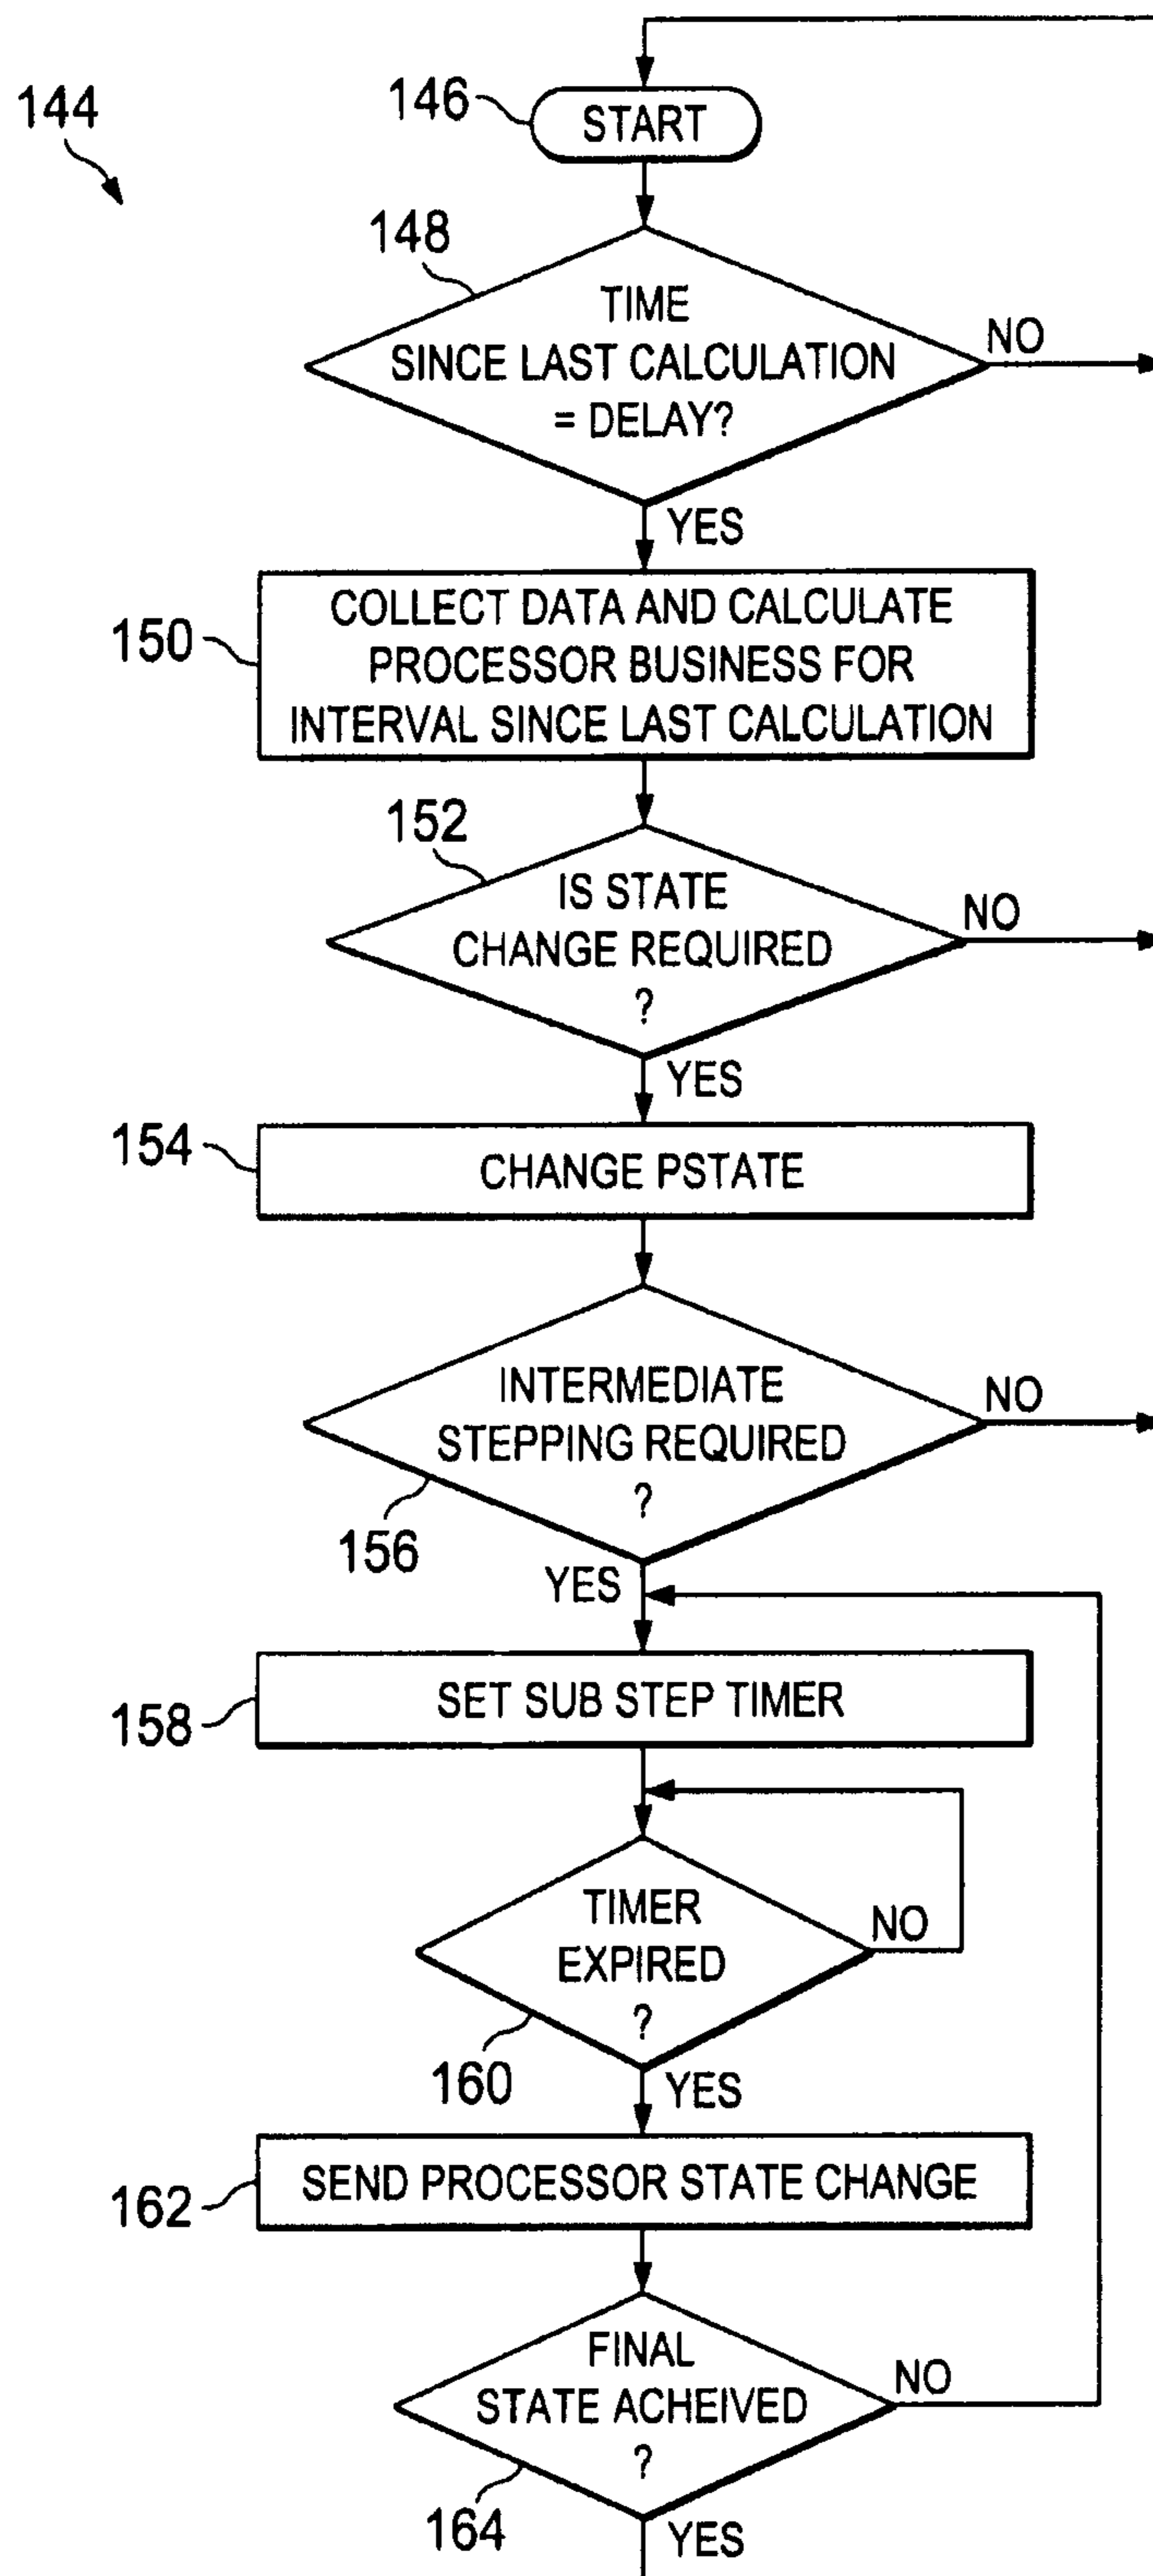 144
146
START
148
TIME
SINCE LAST CALCULATION
= DELAY?
NO
YES
150
COLLECT DATA AND CALCULATE
PROCESSOR BUSINESS FOR
INTERVAL SINCE LAST CALCULATION
152
IS STATE
CHANGE REQUIRED
?
NO
YES
154
CHANGE PSTATE
INTERMEDIATE
STEPPING REQUIRED
?
NO
156
YES
158
SET SUB STEP TIMER
TIMER
EXPIRED
?
NO
160
YES
162
SEND PROCESSOR STATE CHANGE
FINAL
STATE ACHEIVED
?
NO
164
YES